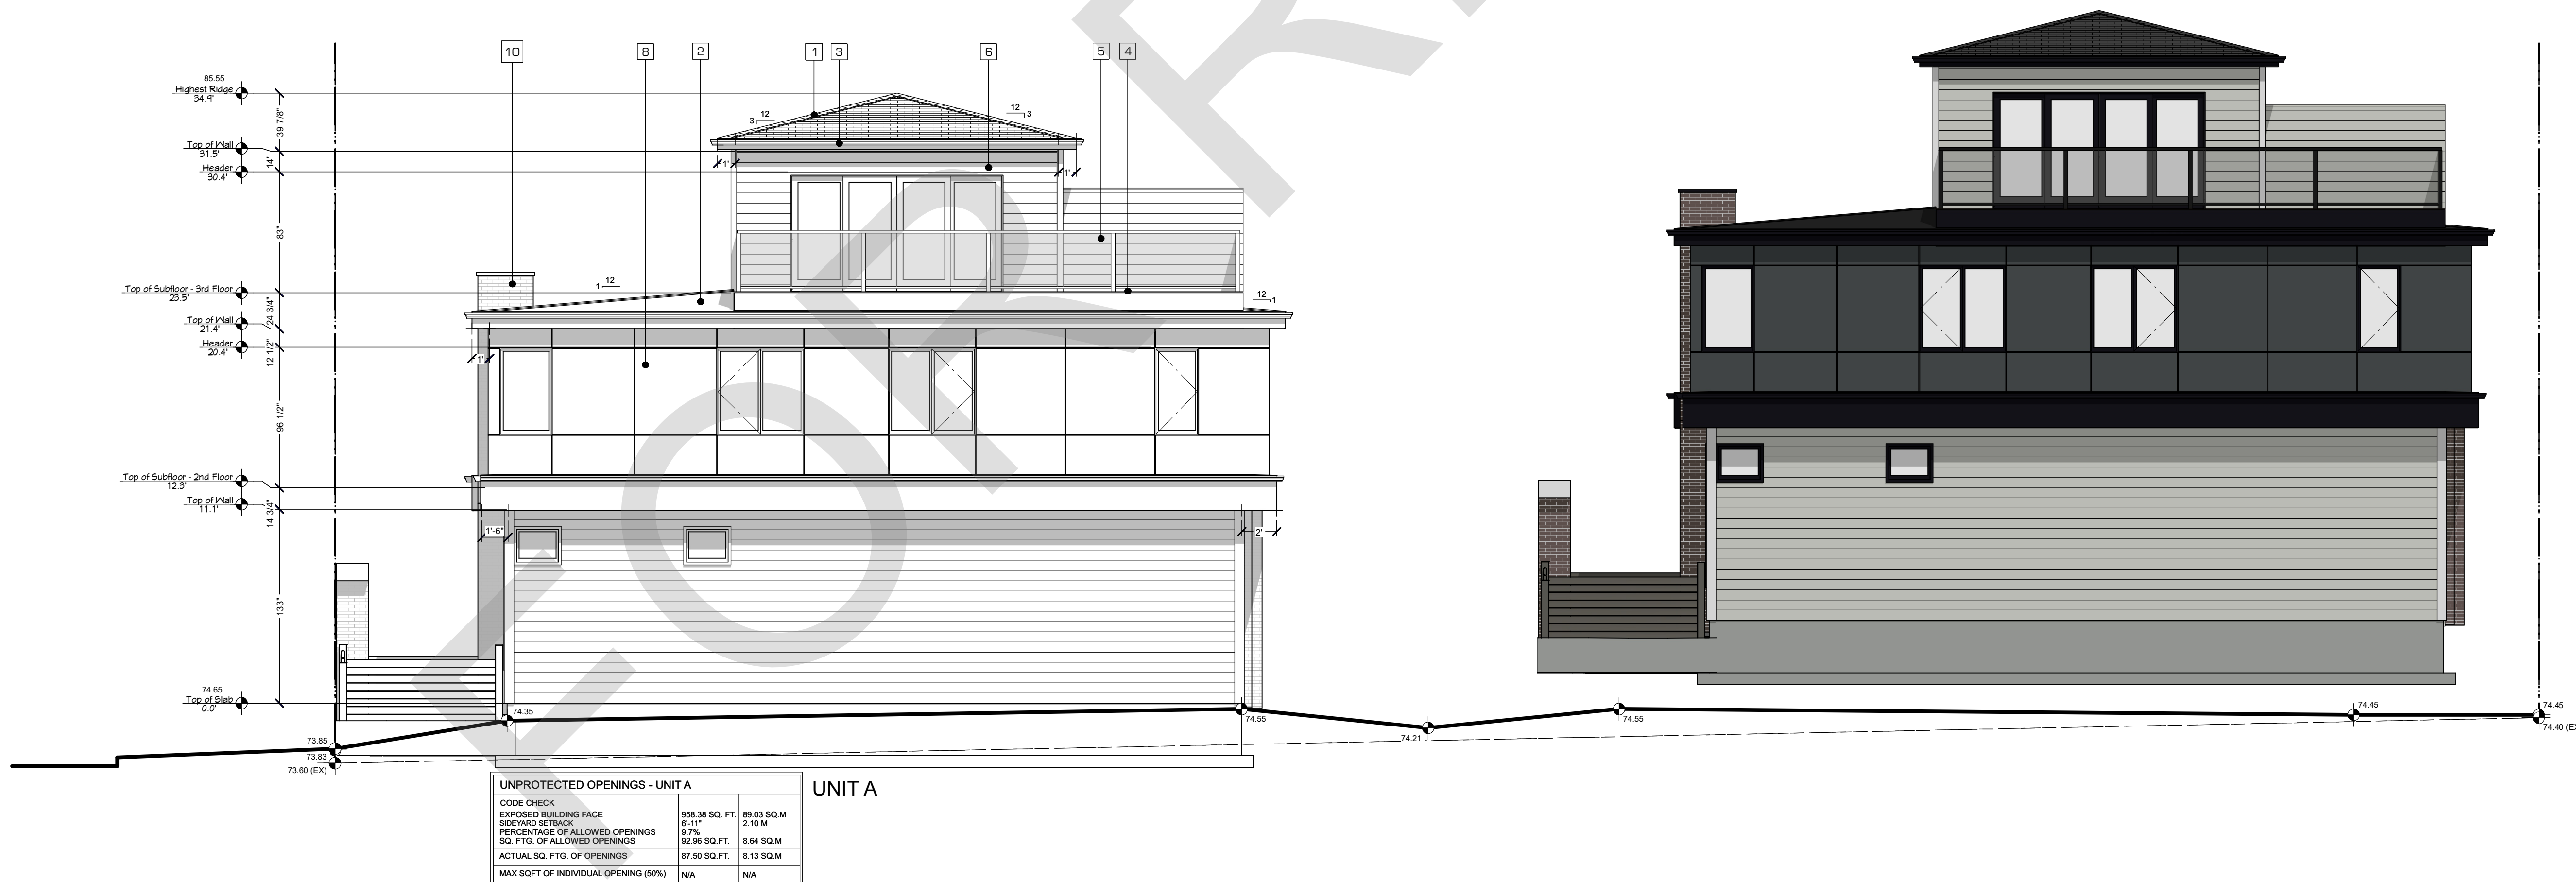 10
8
2
1
3
6
5
4
85.55
Highest Ridge
34.9'
39 7/8"
Top of Wall
31.5'
14"
Header
30.4'
83"
Top of Subfloor - 3rd Floor
23.5'
24 3/4"
Top of Wall
21.4'
12 1/2"
Header
20.4'
96 1/2"
Top of Subfloor - 2nd Floor
12.3'
Top of Wall
11.1'
14 3/4"
133"
74.65
Top of Slab
0.0'
12
3
12
3
1'
1'
12
1
12
1
1'
1'-6"
2'
74.35
74.55
74.21
74.55
74.45
74.45
74.40 (EX
73.85
73.83
73.60 (EX)
UNIT A
UNPROTECTED OPENINGS - UNIT A
CODE CHECK
EXPOSED BUILDING FACE 958.38 SQ. FT. 89.03 SQ.M
SIDEYARD SETBACK 6'-11" 2.10 M
PERCENTAGE OF ALLOWED OPENINGS 9.7%
SQ. FTG. OF ALLOWED OPENINGS 92.96 SQ.FT. 8.64 SQ.M
ACTUAL SQ. FTG. OF OPENINGS 87.50 SQ.FT. 8.13 SQ.M
MAX SQFT OF INDIVIDUAL OPENING (50%) N/A N/A
FOR R